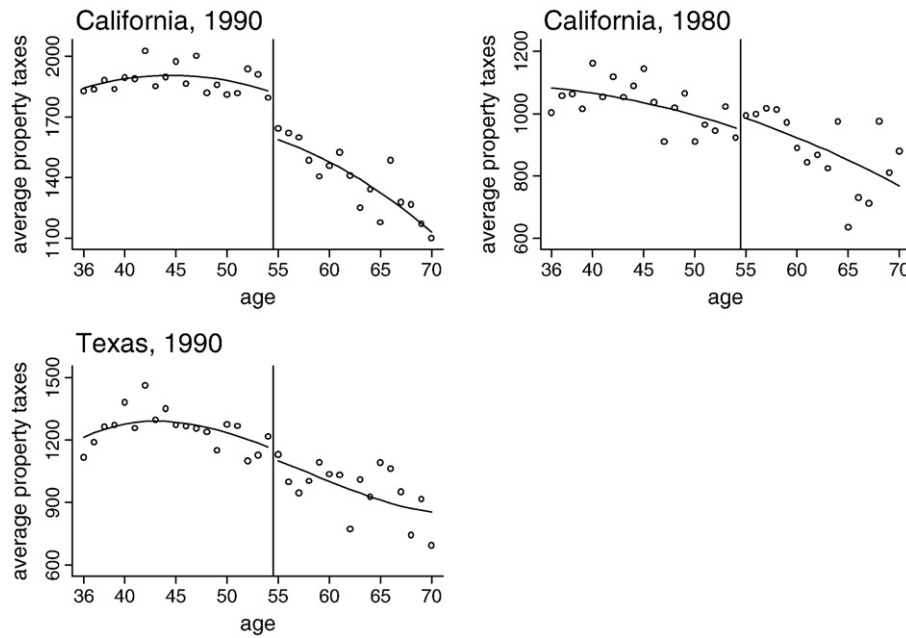 California, 1990
average property taxes
2000
1700
1400
1100
36 40 45 50 55 60 65 70
age
California, 1980
average property taxes
1200
1000
800
600
36 40 45 50 55 60 65 70
age
Texas, 1990
average property taxes
1500
1200
900
600
36 40 45 50 55 60 65 70
age